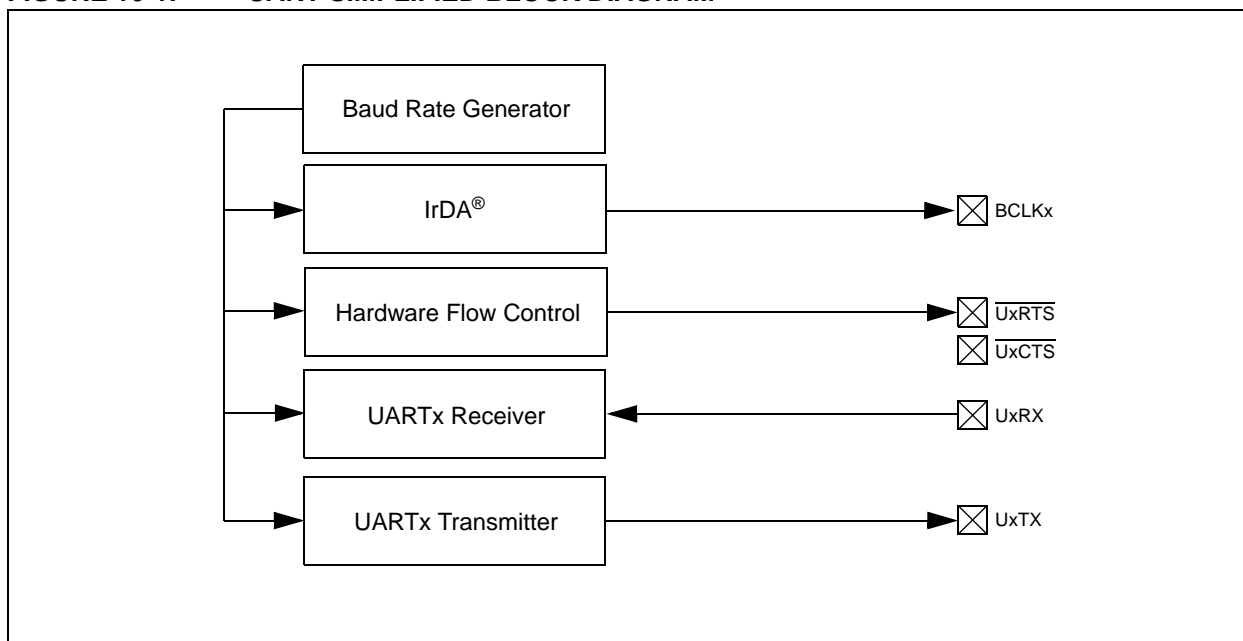 Baud Rate Generator
IrDA®
BCLKx
Hardware Flow Control
UxRTS
UxCTS
UARTx Receiver
UxRX
UARTx Transmitter
UxTX